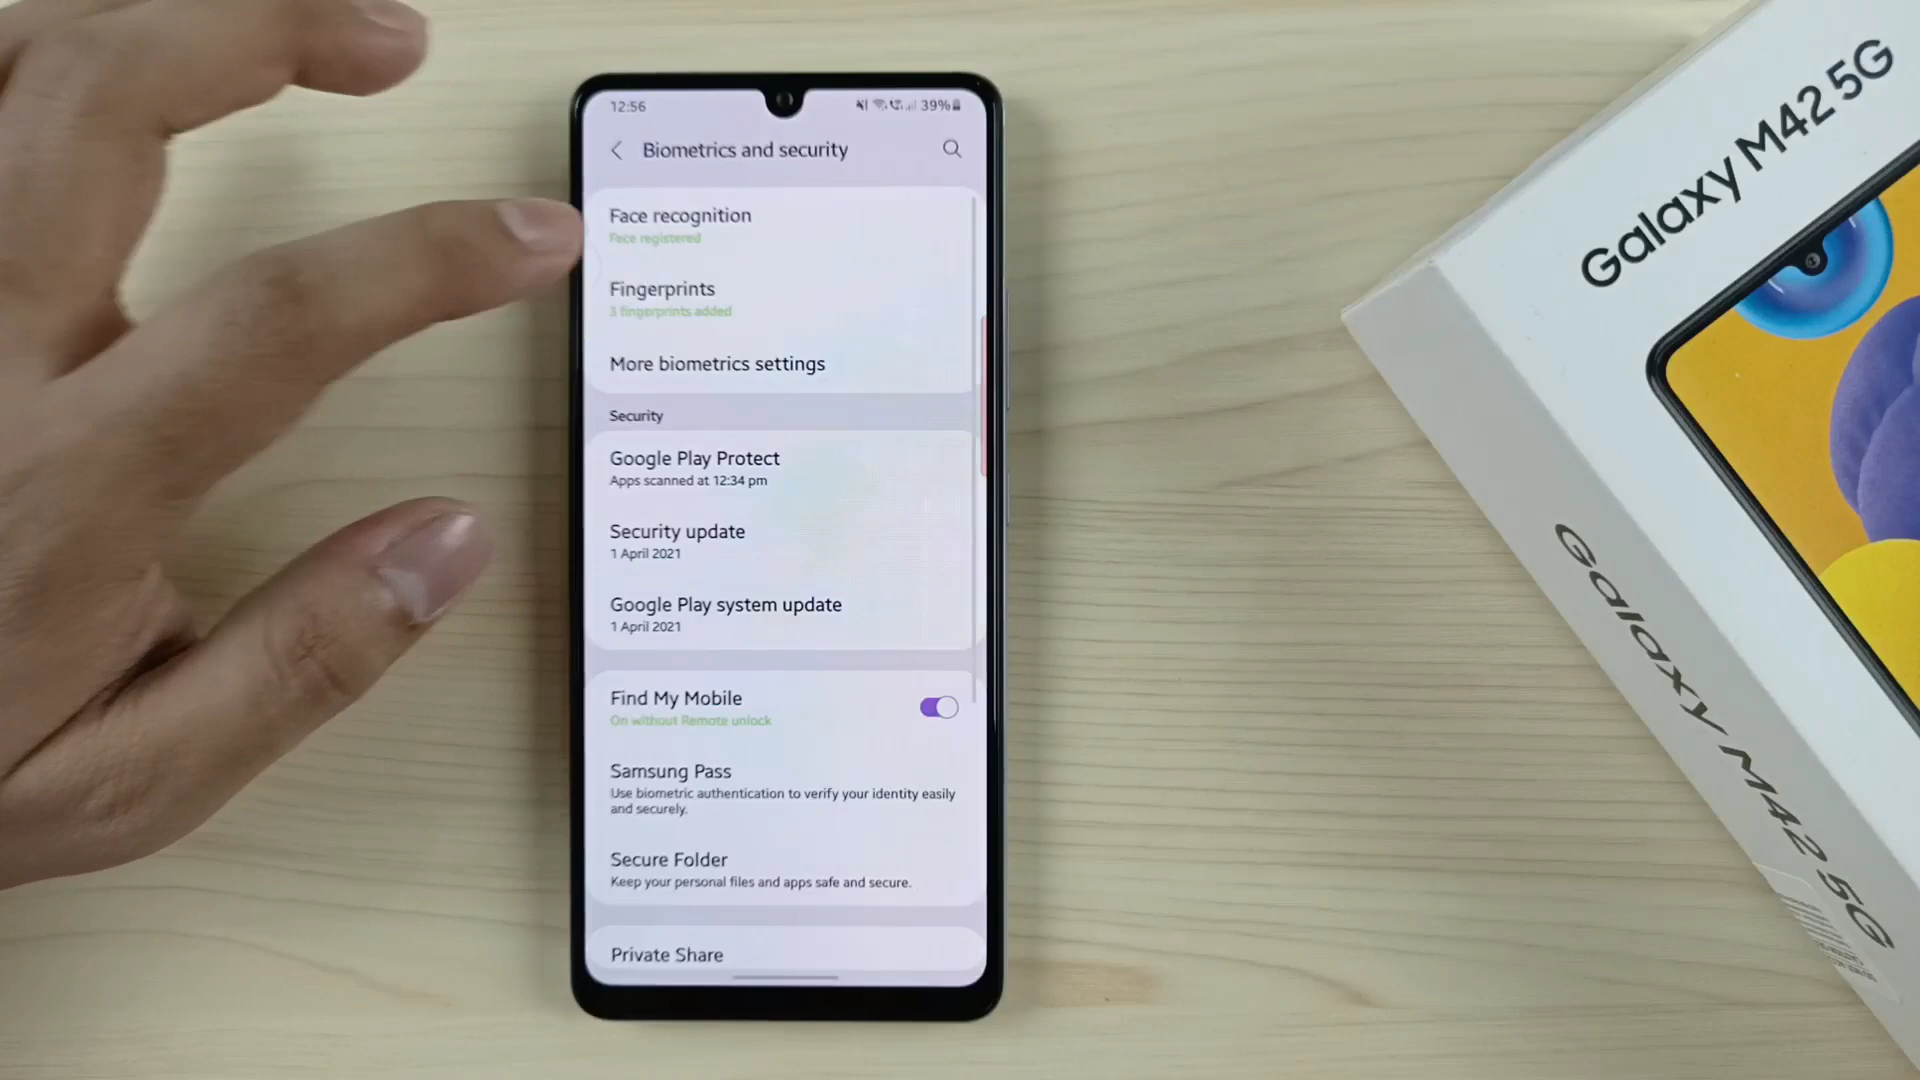 12:56
39%
Biometrics and security
Face recognition
Face registered
Fingerprints
3 fingerprints added
More biometrics settings
Security
Google Play Protect
Apps scanned at 12:34 pm
Security update
1 April 2021
Google Play system update
1 April 2021
Find My Mobile
On without Remote unlock
Samsung Pass
Use biometric authentication to verify your identity easily
and securely.
Secure Folder
Keep your personal files and apps safe and secure.
Private Share
Galaxy M42 5G
Galaxy M42 5G